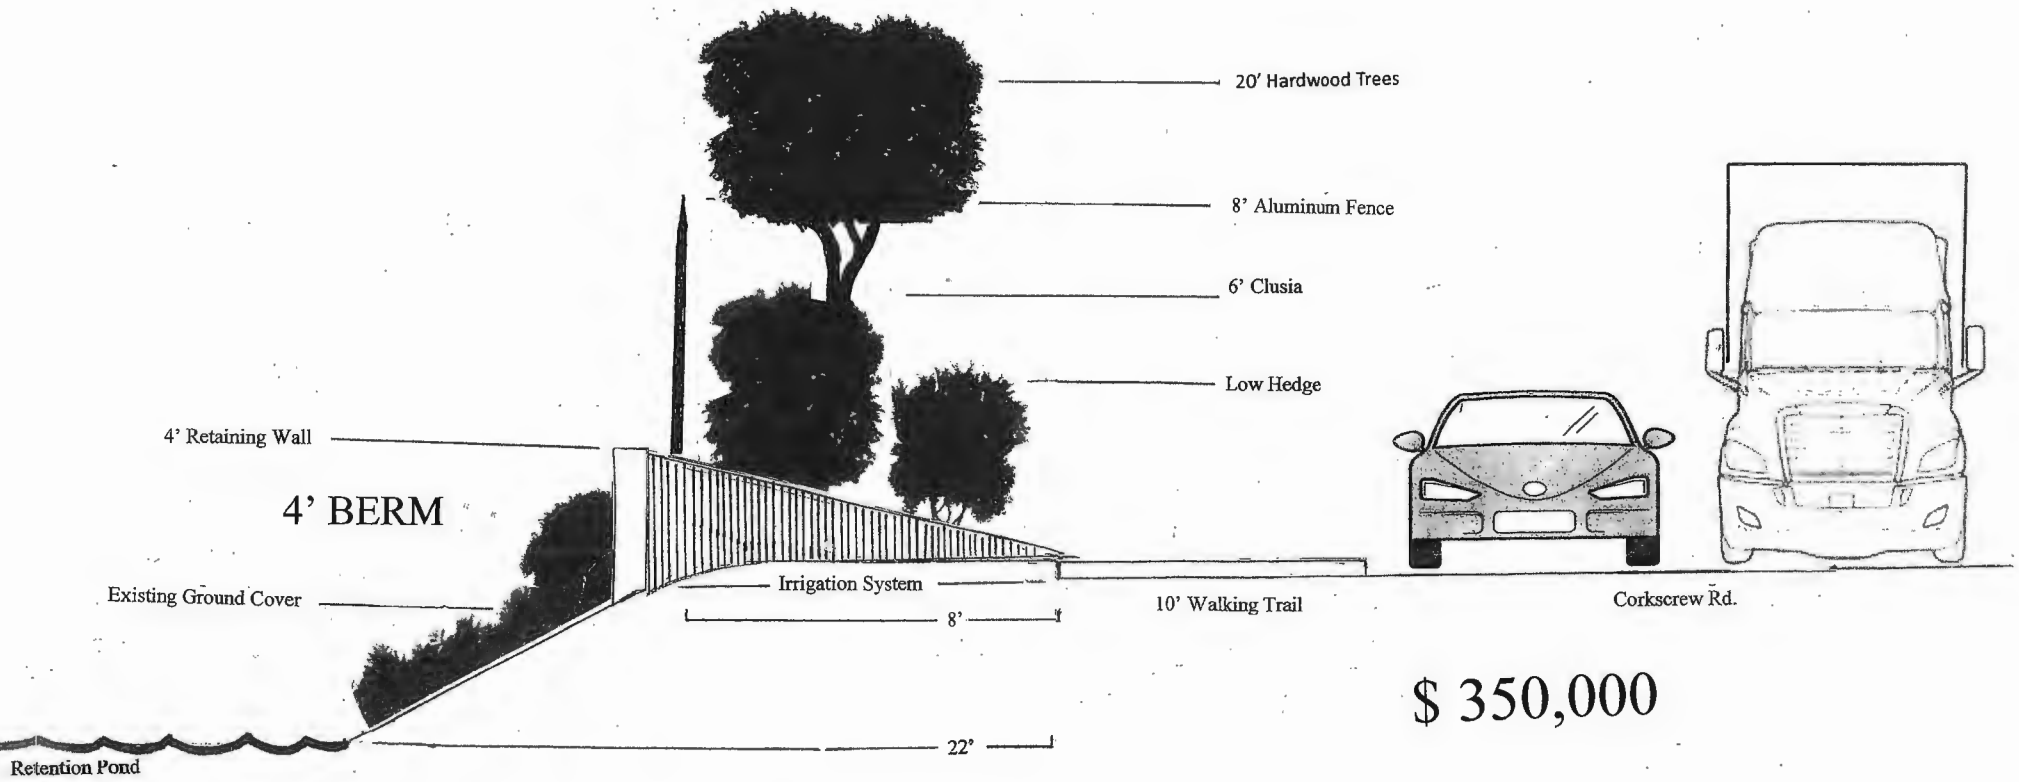 20' Hardwood Trees
8' Aluminum Fence
6' Clusia
Low Hedge
4' Retaining Wall
4' BERM
Existing Ground Cover
Irrigation System
8'
10' Walking Trail
Corkscrew Rd.
$ 350,000
22'
Retention Pond